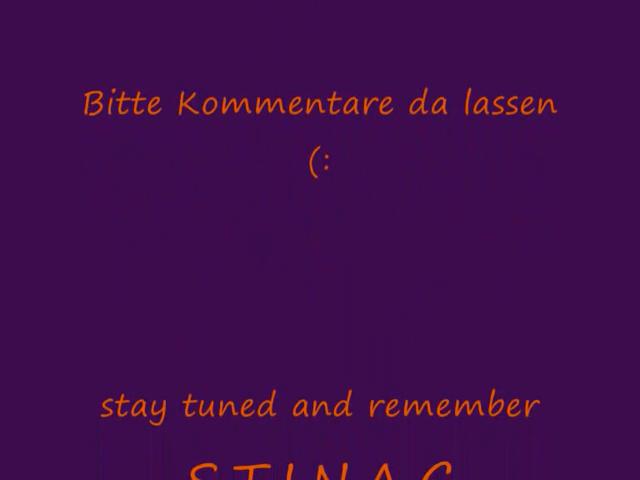 Bitte Kommentare da lassen
(:
stay tuned and remember
S T I N A C